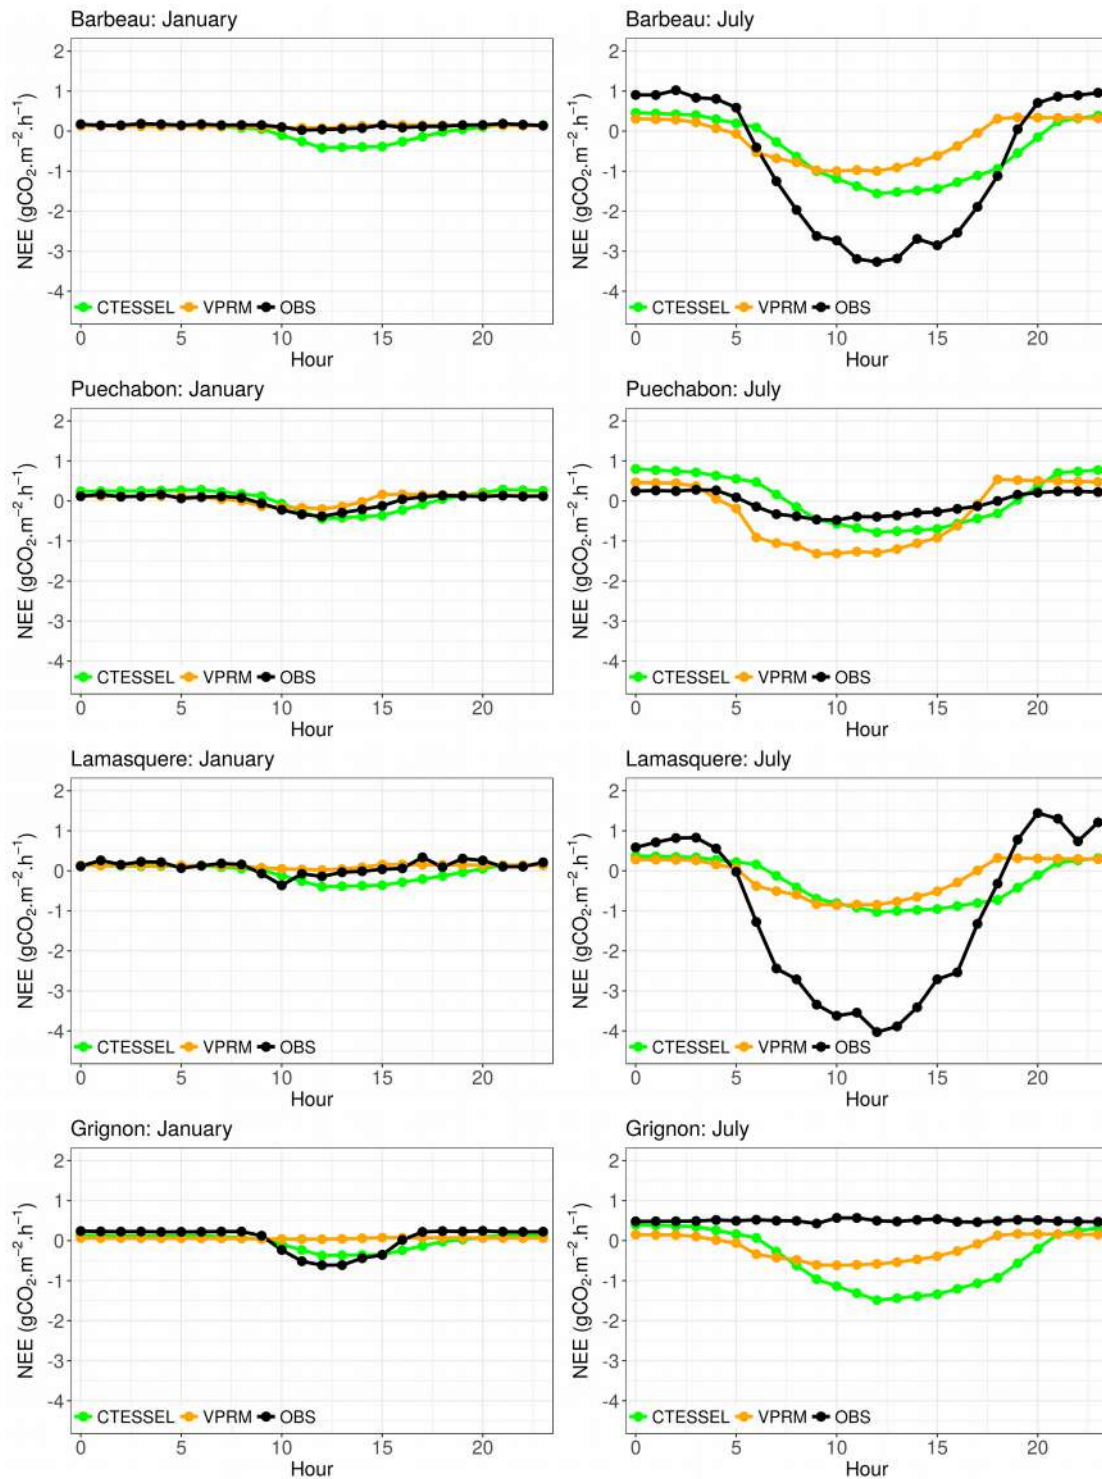 Barbeau: January
2
1
0
-1
-2
-3
-4
NEE (gCO₂.m⁻².h⁻¹)
CTESSEL VPRM OBS
0 5 10 15 20
Hour
Barbeau: July
2
1
0
-1
-2
-3
-4
NEE (gCO₂.m⁻².h⁻¹)
CTESSEL VPRM OBS
0 5 10 15 20
Hour
Puechabon: January
2
1
0
-1
-2
-3
-4
NEE (gCO₂.m⁻².h⁻¹)
CTESSEL VPRM OBS
0 5 10 15 20
Hour
Puechabon: July
2
1
0
-1
-2
-3
-4
NEE (gCO₂.m⁻².h⁻¹)
CTESSEL VPRM OBS
0 5 10 15 20
Hour
Lamasquere: January
2
1
0
-1
-2
-3
-4
NEE (gCO₂.m⁻².h⁻¹)
CTESSEL VPRM OBS
0 5 10 15 20
Hour
Lamasquere: July
2
1
0
-1
-2
-3
-4
NEE (gCO₂.m⁻².h⁻¹)
CTESSEL VPRM OBS
0 5 10 15 20
Hour
Grignon: January
2
1
0
-1
-2
-3
-4
NEE (gCO₂.m⁻².h⁻¹)
CTESSEL VPRM OBS
0 5 10 15 20
Hour
Grignon: July
2
1
0
-1
-2
-3
-4
NEE (gCO₂.m⁻².h⁻¹)
CTESSEL VPRM OBS
0 5 10 15 20
Hour